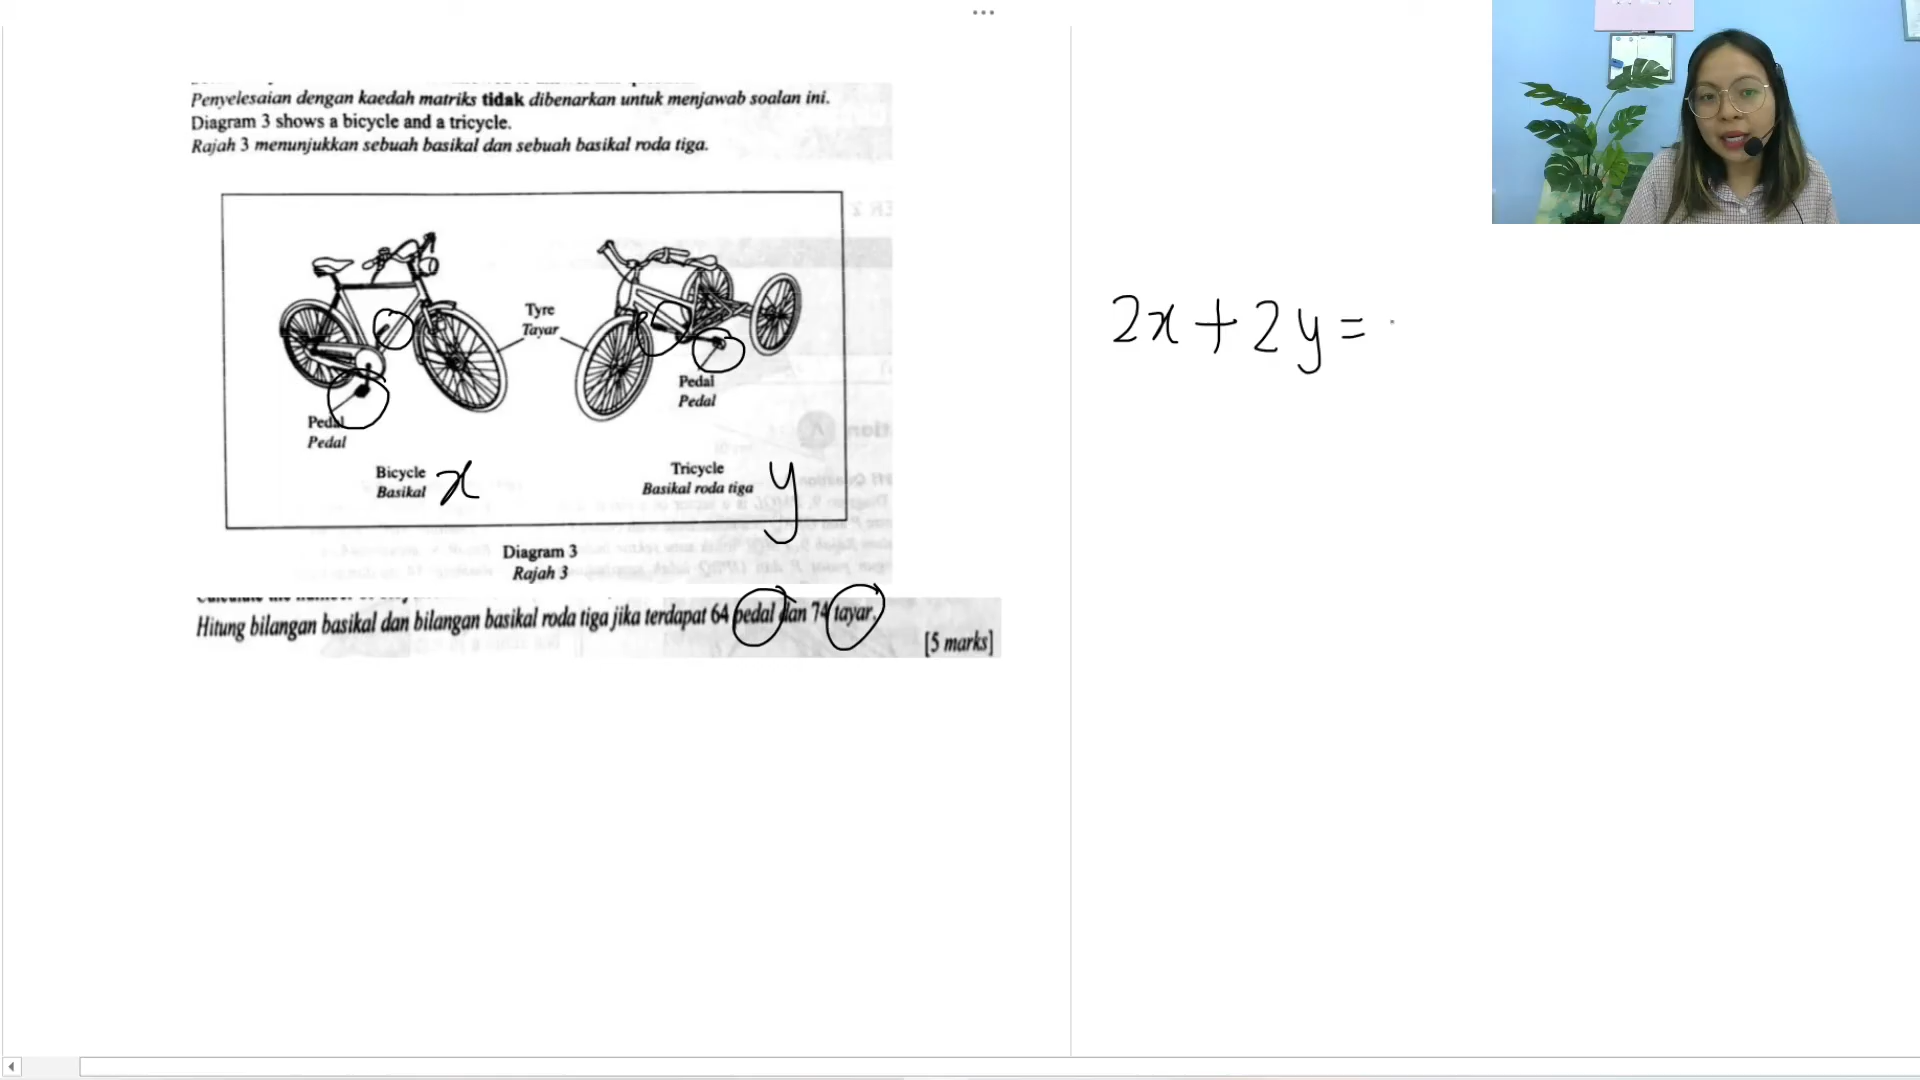 Penyelesaian dengan kaedah matriks tidak dibenarkan untuk menjawab soalan ini.
Diagram 3 shows a bicycle and a tricycle.
Rajah 3 menunjukkan sebuah basikal dan sebuah basikal roda tiga.
Tyre
Tayar
Pedal
Pedal
Pedal
Pedal
Bicycle
Basikal
x
Tricycle
Basikal roda tiga
y
Diagram 3
Rajah 3
Hitung bilangan basikal dan bilangan basikal roda tiga jika terdapat 64 pedal dan 74 tayar.
[5 marks]
2x + 2y =